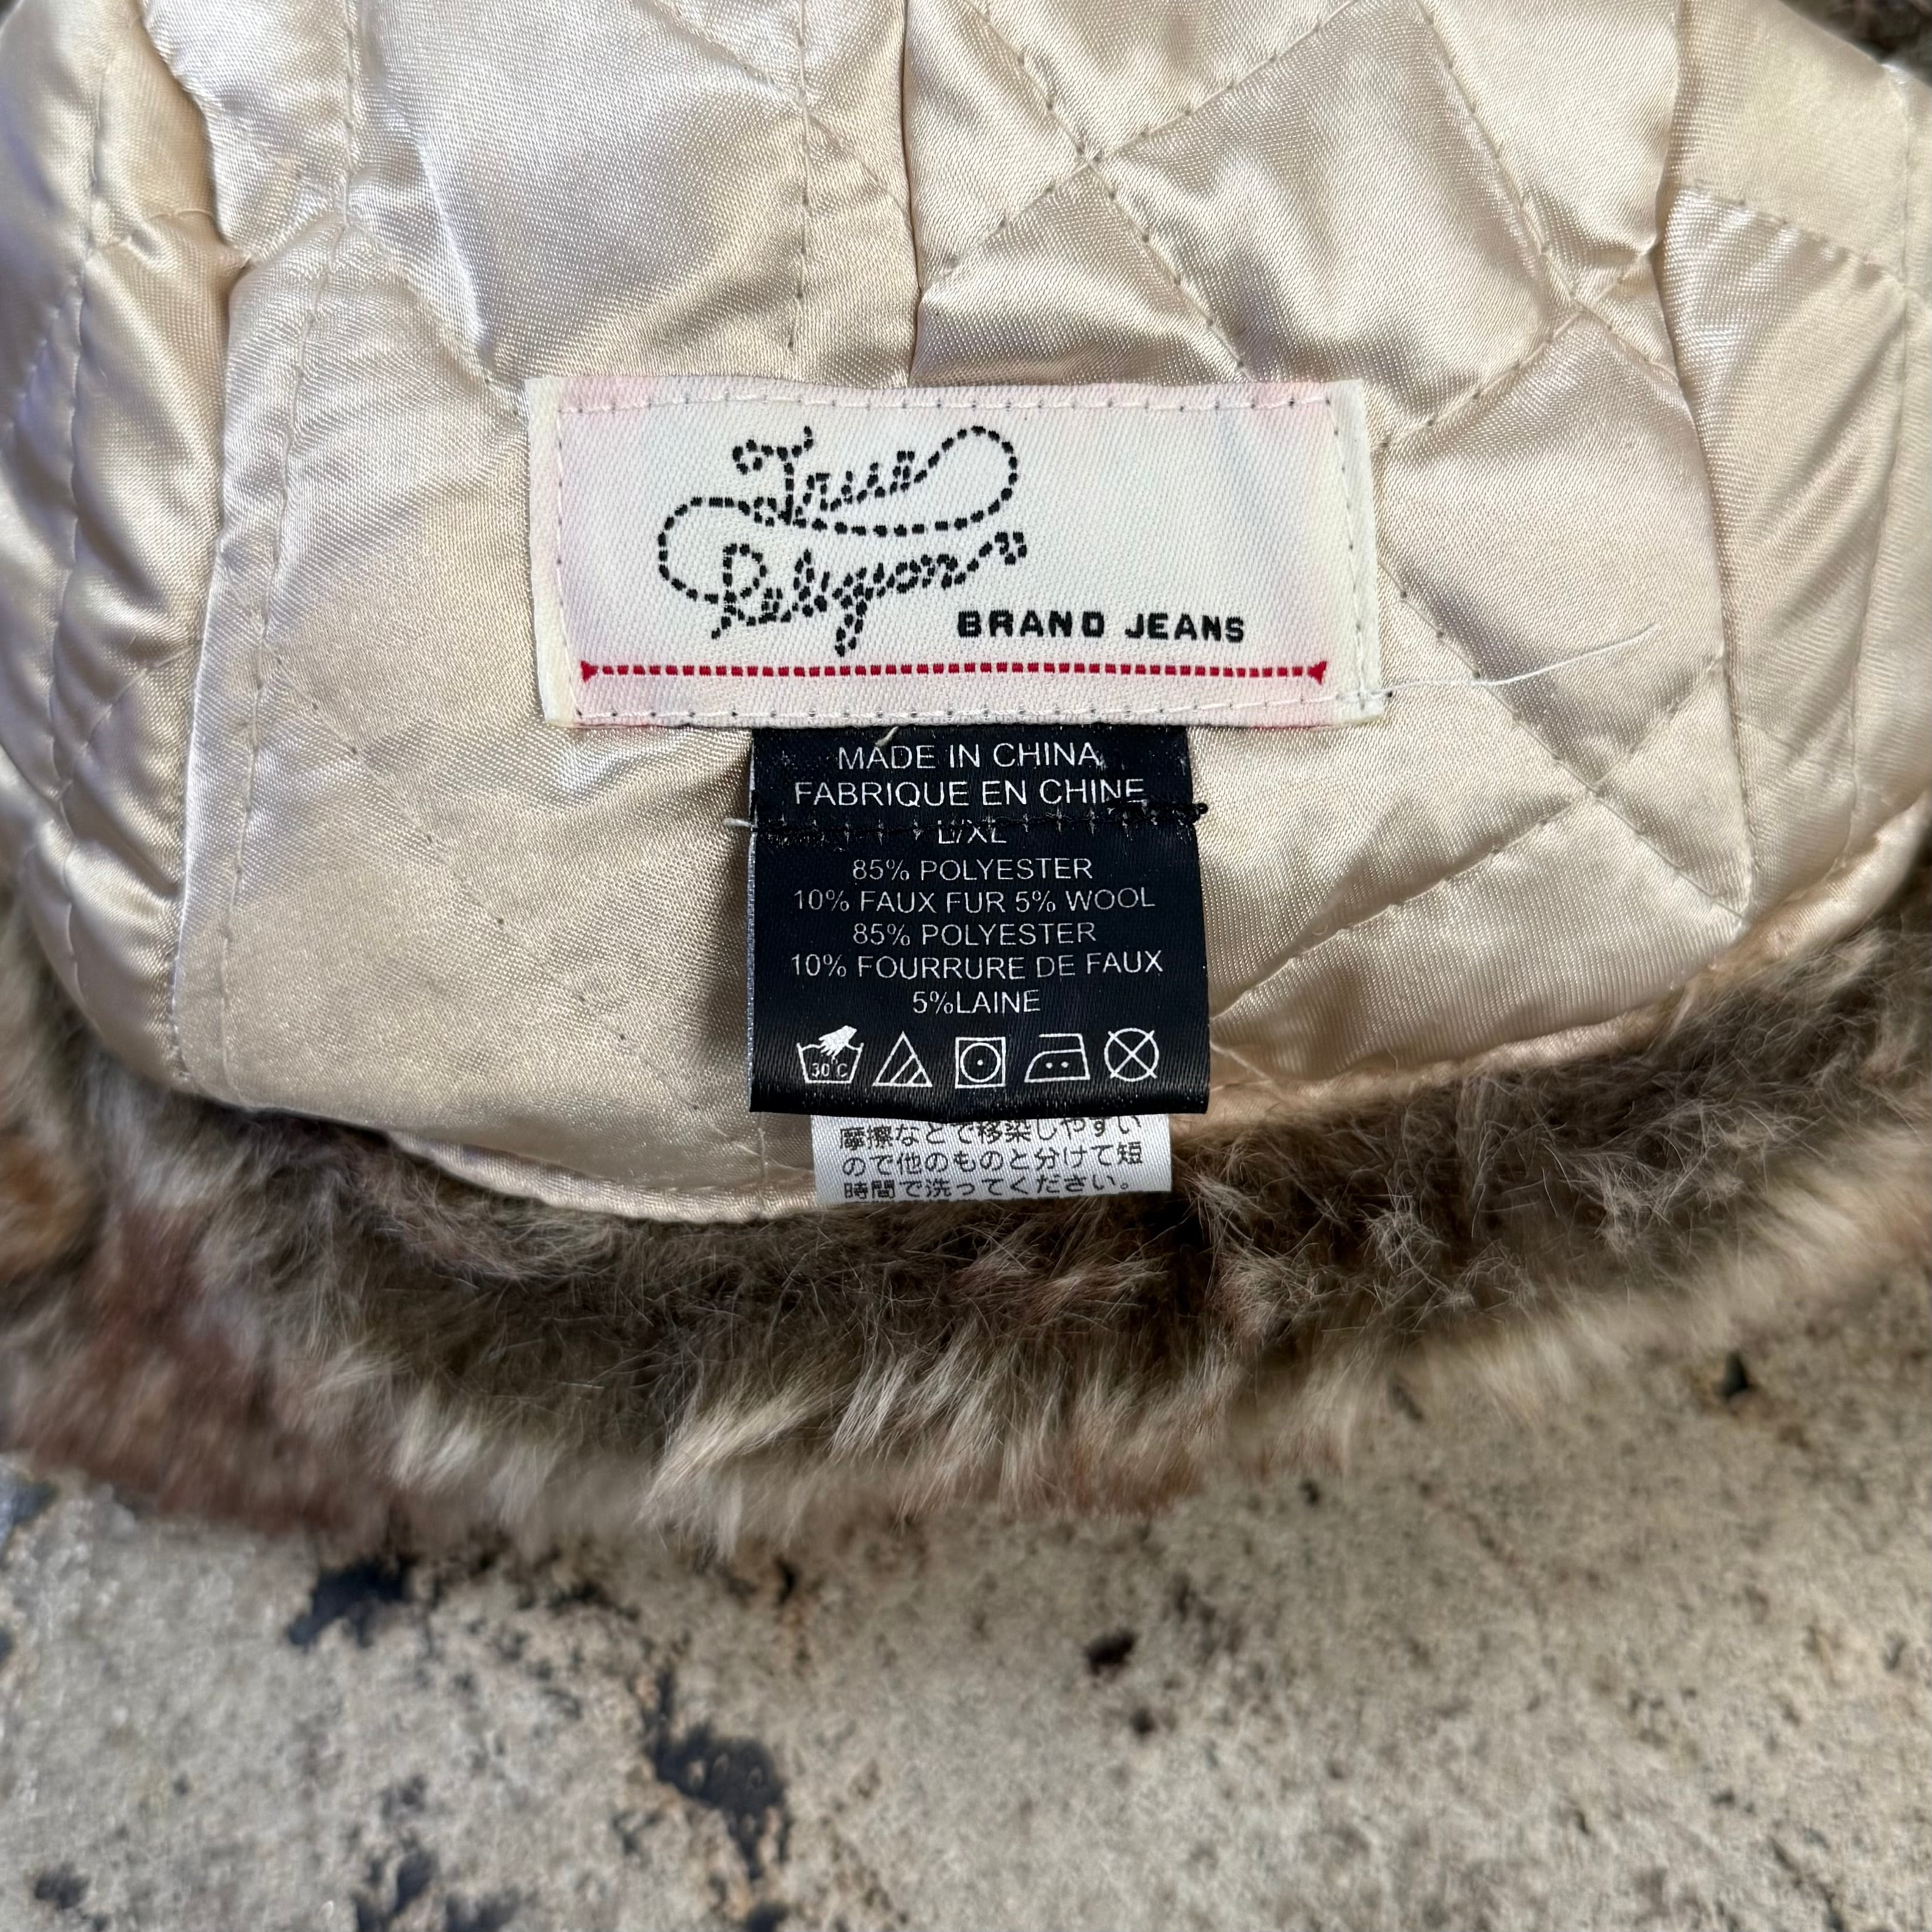 True
Religion
BRAND JEANS
MADE IN CHINA
FABRIQUE EN CHINE
L/XL
85% POLYESTER
10% FAUX FUR 5% WOOL
85% POLYESTER
10% FOURRURE DE FAUX
5%LAINE
30°C
摩擦などで移染しやすい
ので他のものと分けて短
時間で洗ってください。